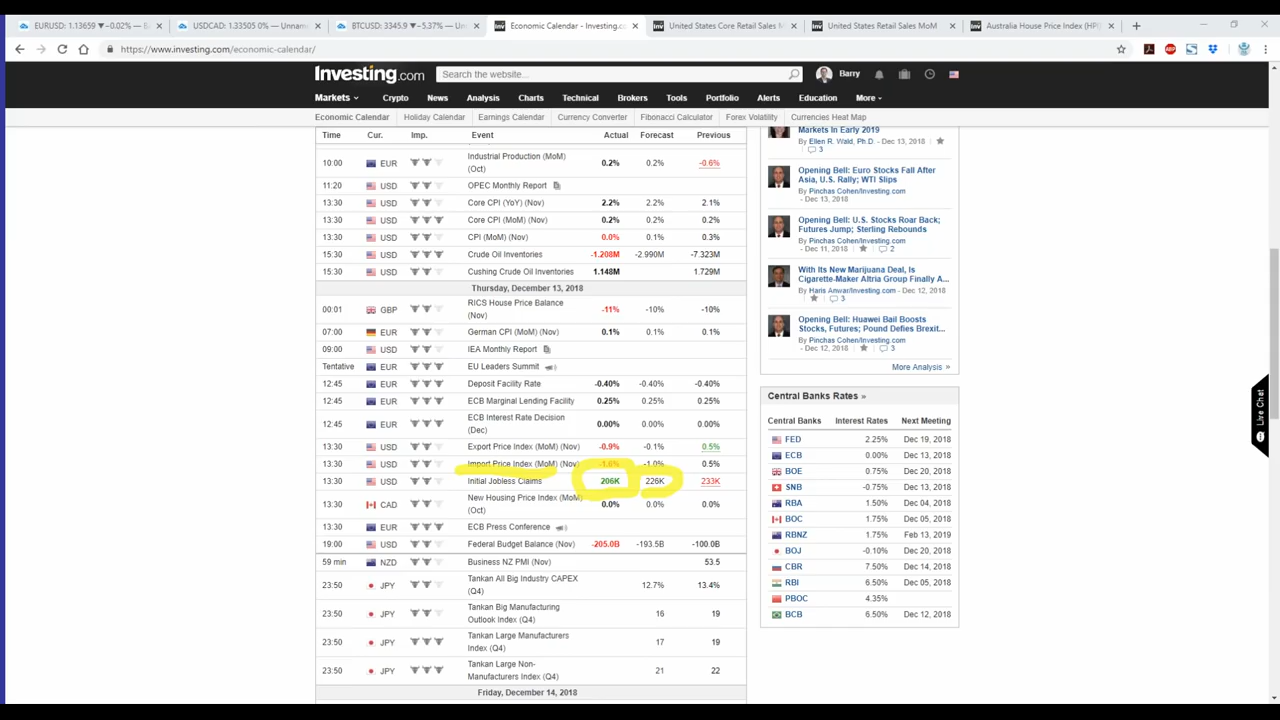 EURUSD: 1.13659 ▼−0.02% — E
USDCAD: 1.33505 0% — Unnam
BTCUSD: 3345.9 ▼−5.37% — Un
Economic Calendar - Investing.co
United States Core Retail Sales M
United States Retail Sales MoM
Australia House Price Index (HPI
https://www.investing.com/economic-calendar/
Investing.com
Search the website...
Barry
Markets Crypto News Analysis Charts Technical Brokers Tools Portfolio Alerts Education More
Economic Calendar Holiday Calendar Earnings Calendar Currency Converter Fibonacci Calculator Forex Volatility Currencies Heat Map
Time Cur. Imp. Event Actual Forecast Previous
10:00 EUR Industrial Production (MoM) (Oct) 0.2% 0.2% -0.6%
11:20 USD OPEC Monthly Report
13:30 USD Core CPI (YoY) (Nov) 2.2% 2.2% 2.1%
13:30 USD Core CPI (MoM) (Nov) 0.2% 0.2% 0.2%
13:30 USD CPI (MoM) (Nov) 0.0% 0.1% 0.3%
15:30 USD Crude Oil Inventories -1.208M -2.990M -7.323M
15:30 USD Cushing Crude Oil Inventories 1.148M 1.729M
Thursday, December 13, 2018
00:01 GBP RICS House Price Balance (Nov) -11% -10% -10%
07:00 EUR German CPI (MoM) (Nov) 0.1% 0.1% 0.1%
09:00 USD IEA Monthly Report
Tentative EUR EU Leaders Summit
12:45 EUR Deposit Facility Rate -0.40% -0.40% -0.40%
12:45 EUR ECB Marginal Lending Facility 0.25% 0.25% 0.25%
12:45 EUR ECB Interest Rate Decision (Dec) 0.00% 0.00% 0.00%
13:30 USD Export Price Index (MoM) (Nov) -0.9% -0.1% 0.5%
13:30 USD Import Price Index (MoM) (Nov) -1.6% -1.0% 0.5%
13:30 USD Initial Jobless Claims 206K 226K 233K
13:30 CAD New Housing Price Index (MoM) (Oct) 0.0% 0.0% 0.0%
13:30 EUR ECB Press Conference
19:00 USD Federal Budget Balance (Nov) -205.0B -193.5B -100.0B
59 min NZD Business NZ PMI (Nov) 53.5
23:50 JPY Tankan All Big Industry CAPEX (Q4) 12.7% 13.4%
23:50 JPY Tankan Big Manufacturing Outlook Index (Q4) 16 19
23:50 JPY Tankan Large Manufacturers Index (Q4) 17 19
23:50 JPY Tankan Large Non-Manufacturers Index (Q4) 21 22
Friday, December 14, 2018
Markets In Early 2019
By Ellen R. Wald, Ph.D. - Dec 13, 2018
3
Opening Bell: Euro Stocks Fall After
Asia, U.S. Rally; WTI Slips
By Pinchas Cohen/Investing.com
- Dec 13, 2018
Opening Bell: U.S. Stocks Roar Back;
Futures Jump; Sterling Rebounds
By Pinchas Cohen/Investing.com
- Dec 11, 2018 2
With Its New Marijuana Deal, Is
Cigarette-Maker Altria Group Finally A...
By Haris Anwar/Investing.com - Dec 12, 2018
3
Opening Bell: Huawei Bail Boosts
Stocks, Futures; Pound Defies Brexit...
By Pinchas Cohen/Investing.com
- Dec 12, 2018 3
More Analysis »
Central Banks Rates »
Central Banks Interest Rates Next Meeting
FED 2.25% Dec 19, 2018
ECB 0.00% Dec 13, 2018
BOE 0.75% Dec 20, 2018
SNB -0.75% Dec 13, 2018
RBA 1.50% Dec 04, 2018
BOC 1.75% Dec 05, 2018
RBNZ 1.75% Feb 13, 2019
BOJ -0.10% Dec 20, 2018
CBR 7.50% Dec 14, 2018
RBI 6.50% Dec 05, 2018
PBOC 4.35%
BCB 6.50% Dec 12, 2018
Live Chat